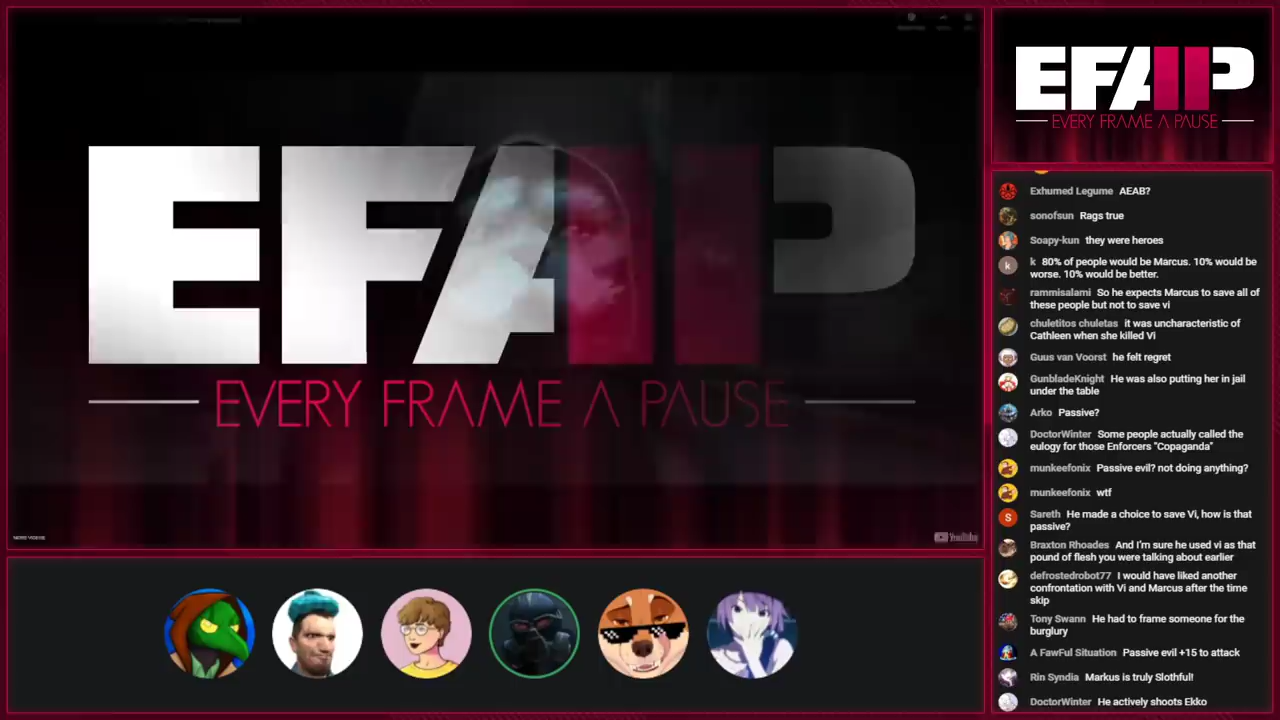 EFAP
EVERY FRAME A PAUSE
MORE VIDEOS
YouTube
EFAP
EVERY FRAME A PAUSE
Exhumed Legume AEAB?
sonofsun Rags true
Soapy-kun they were heroes
k
k 80% of people would be Marcus. 10% would be
worse. 10% would be better.
rammisalami So he expects Marcus to save all of
these people but not to save vi
chuletitos chuletas it was uncharacteristic of
Cathleen when she killed Vi
Guus van Voorst he felt regret
GunbladeKnight He was also putting her in jail
under the table
Arko Passive?
DoctorWinter Some people actually called the
eulogy for those Enforcers "Copaganda"
munkeefonix Passive evil? not doing anything?
munkeefonix wtf
S
Sareth He made a choice to save Vi, how is that
passive?
Braxton Rhoades And I'm sure he used vi as that
pound of flesh you were talking about earlier
defrostedrobot77 I would have liked another
confrontation with Vi and Marcus after the time
skip
Tony Swann He had to frame someone for the
burglury
A FawFul Situation Passive evil +15 to attack
Rin Syndia Markus is truly Slothful!
DoctorWinter He actively shoots Ekko